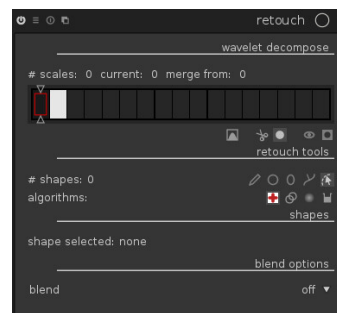 retouch
wavelet decompose
# scales: 0 current: 0 merge from: 0
retouch tools
# shapes: 0
algorithms:
shapes
shape selected: none
blend options
blend off